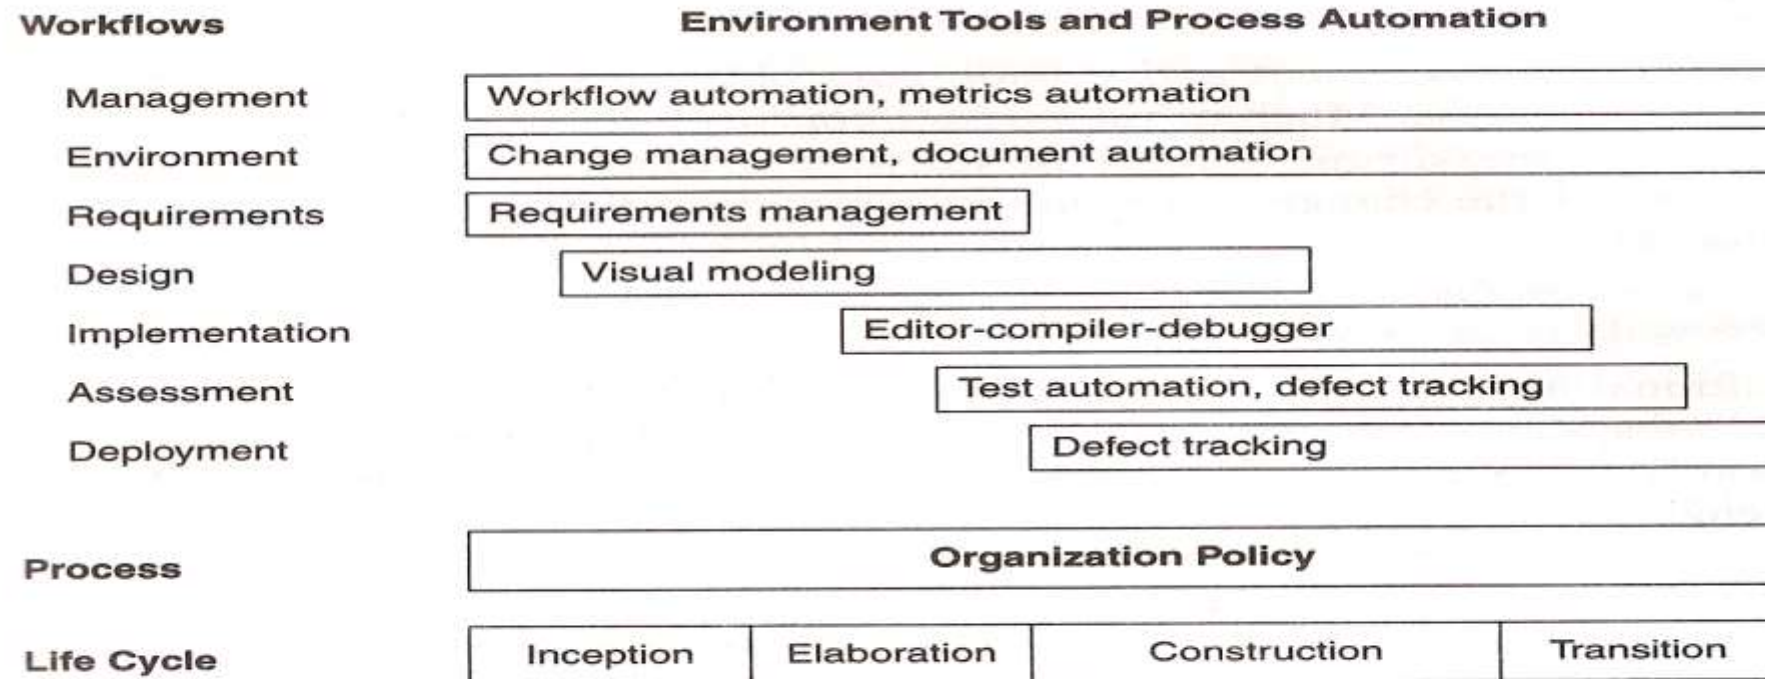 Workflows Environment Tools and Process Automation
Management Workflow automation, metrics automation
Environment Change management, document automation
Requirements Requirements management
Design Visual modeling
Implementation Editor-compiler-debugger
Assessment Test automation, defect tracking
Deployment Defect tracking
Process Organization Policy
Life Cycle Inception Elaboration Construction Transition